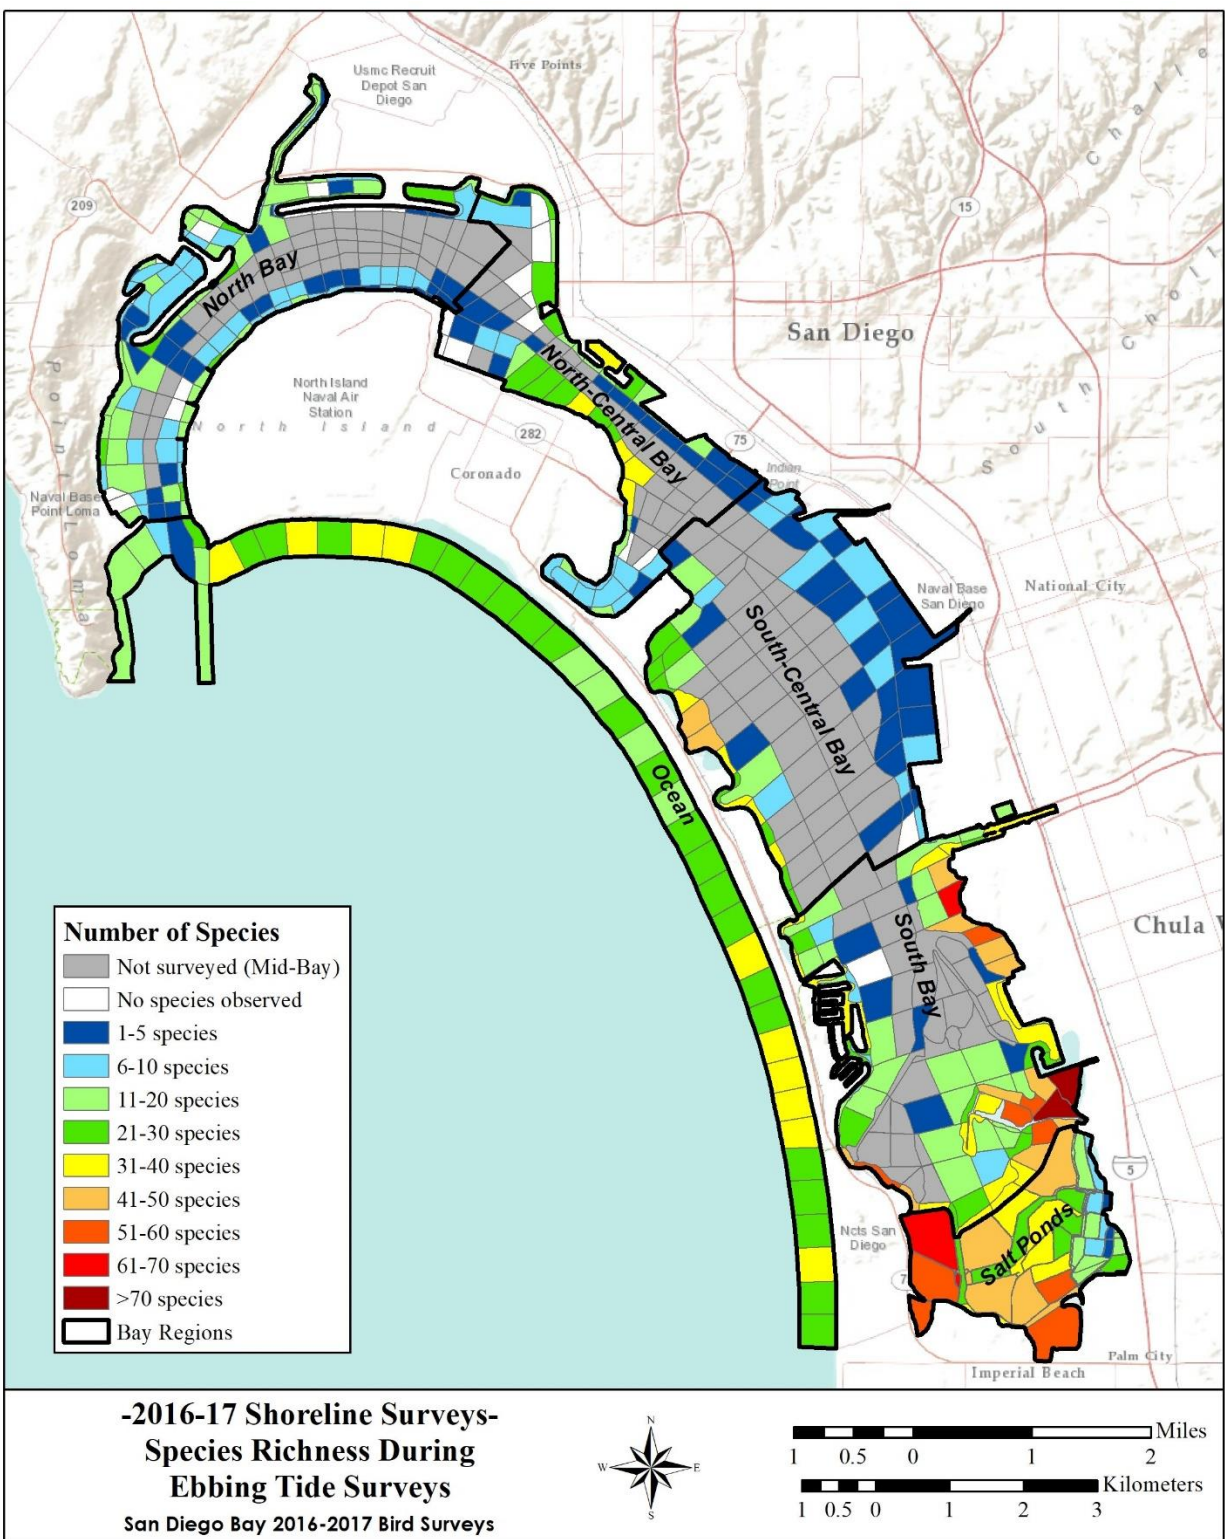 Usmc Recruit
Depot San
Diego
Five Points
209
15
North Bay
San Diego
North Island
Naval Air
Station
North Island
282
Coronado
North-Central Bay
75
Indian
Point
Point Loma
Naval Base
Point Loma
South Cholla
Naval Base
San Diego
National City
South-Central Bay
Ocean
Chula V
South Bay
Number of Species
Not surveyed (Mid-Bay)
No species observed
1-5 species
6-10 species
11-20 species
21-30 species
31-40 species
41-50 species
51-60 species
61-70 species
>70 species
Bay Regions
5
Ncts San
Diego
7
Salt Ponds
Palm City
Imperial Beach
-2016-17 Shoreline Surveys-
Species Richness During
Ebbing Tide Surveys
San Diego Bay 2016-2017 Bird Surveys
N
W E
S
Miles
1 0.5 0 1 2
Kilometers
1 0.5 0 1 2 3